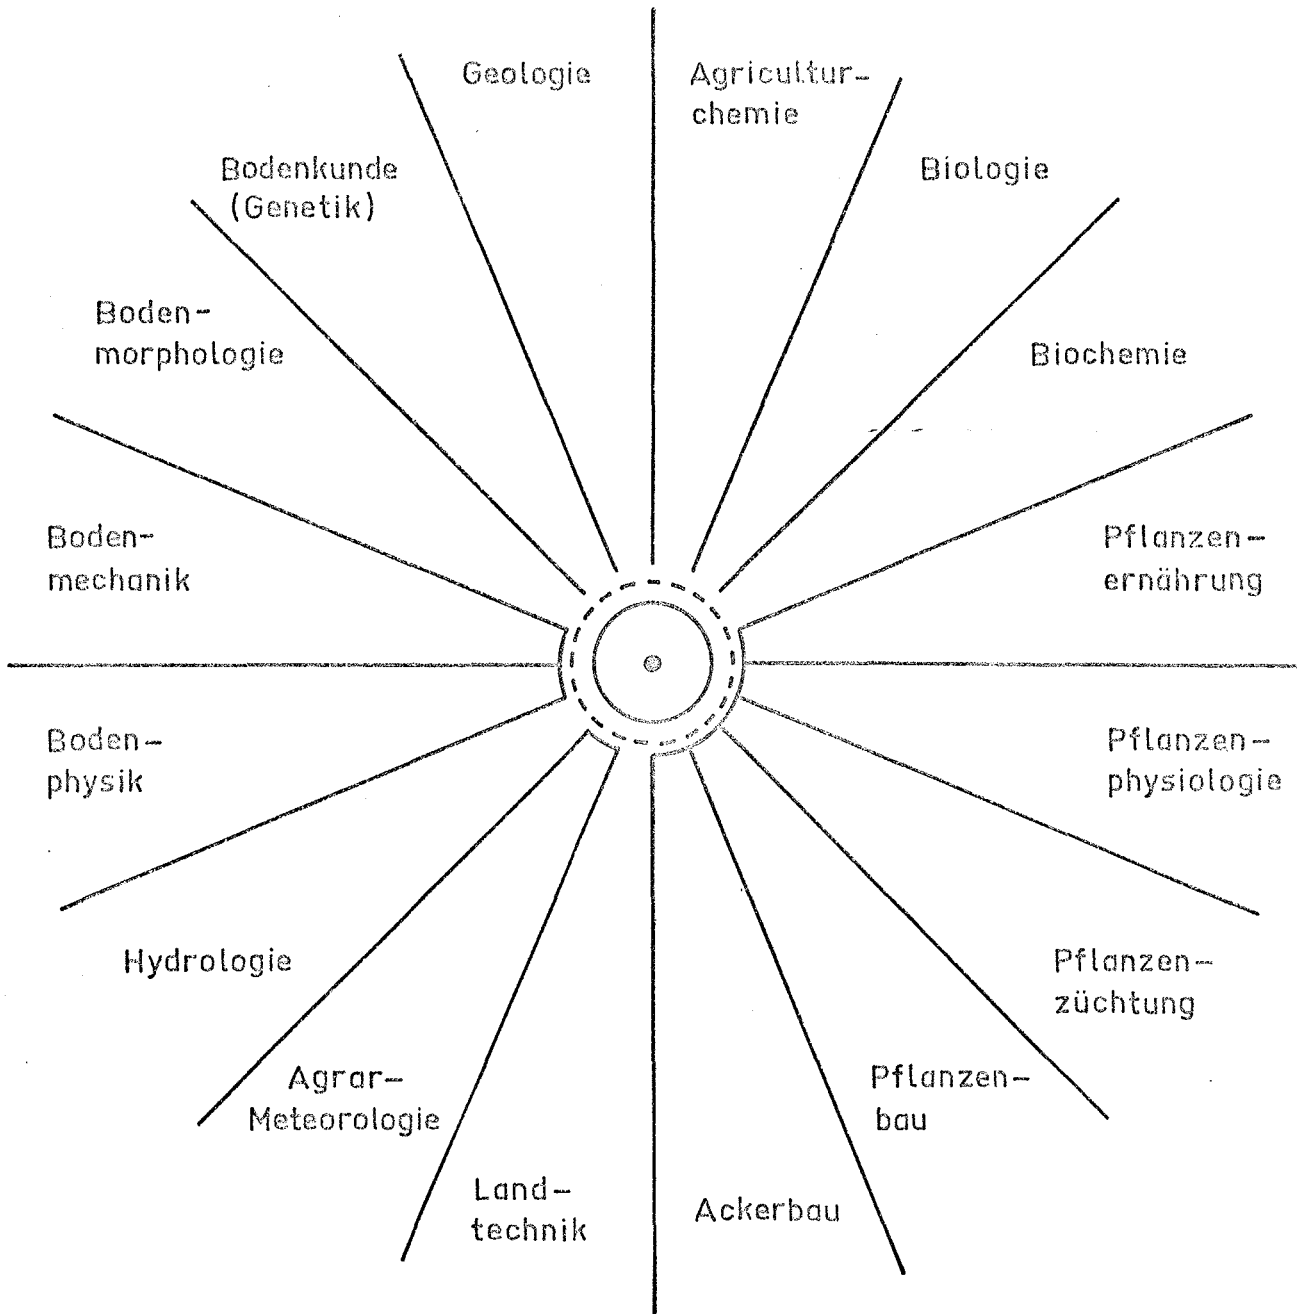 Geologie
Agricultur-
chemie
Biologie
Biochemie
Pflanzen-
ernährung
Pflanzen-
physiologie
Pflanzen-
züchtung
Pflanzen-
bau
Ackerbau
Land-
technik
Agrar-
Meteorologie
Hydrologie
Boden-
physik
Boden-
mechanik
Boden-
morphologie
Bodenkunde
(Genetik)